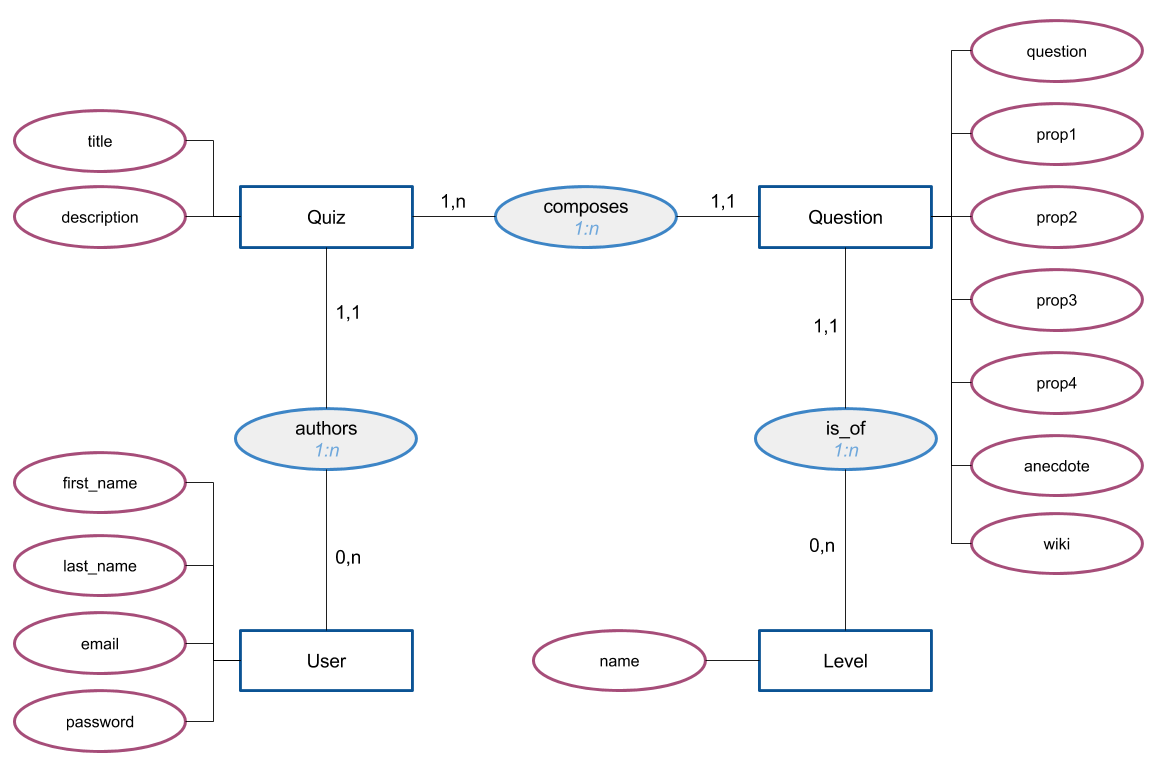 question
title
prop1
description
Quiz
1,n
composes
1:n
1,1
Question
prop2
1,1
1,1
prop3
prop4
authors
1:n
is_of
1:n
anecdote
first_name
0,n
0,n
wiki
last_name
email
password
User
name
Level